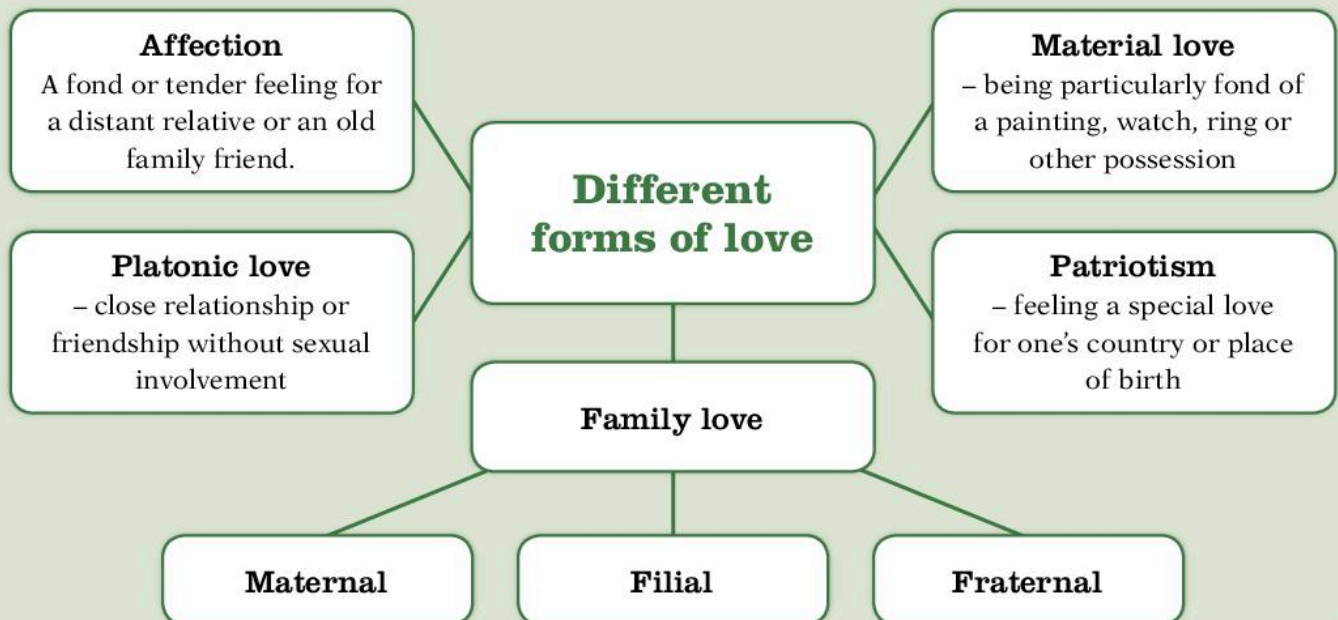 Affection
A fond or tender feeling for
a distant relative or an old
family friend.
Material love
– being particularly fond of
a painting, watch, ring or
other possession
Different
forms of love
Platonic love
– close relationship or
friendship without sexual
involvement
Patriotism
– feeling a special love
for one’s country or place
of birth
Family love
Maternal
Filial
Fraternal